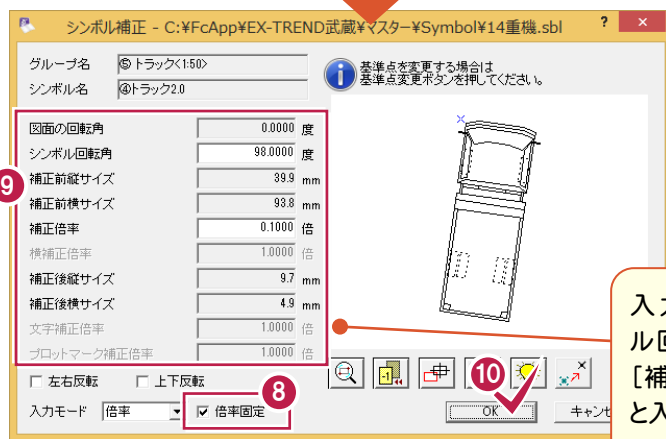 シンボル補正 - C:¥FcApp¥EX-TREND武蔵¥マスター¥Symbol¥14重機.sbl ? ×
グループ名 ⑤ トラック<1:50>
シンボル名 ④トラック2.0
基準点を変更する場合は
基準点変更ボタンを押してください。
9
図面の回転角 0.0000 度
シンボル回転角 98.0000 度
補正前縦サイズ 39.9 mm
補正前横サイズ 93.8 mm
補正倍率 0.1000 倍
横補正倍率 1.0000 倍
補正後縦サイズ 9.7 mm
補正後横サイズ 4.9 mm
文字補正倍率 1.0000 倍
プロットマーク補正倍率 1.0000 倍
左右反転 上下反転
8
入力モード 倍率 倍率固定
-1
10
OK キャンセ
入力
ル回
[補
と入